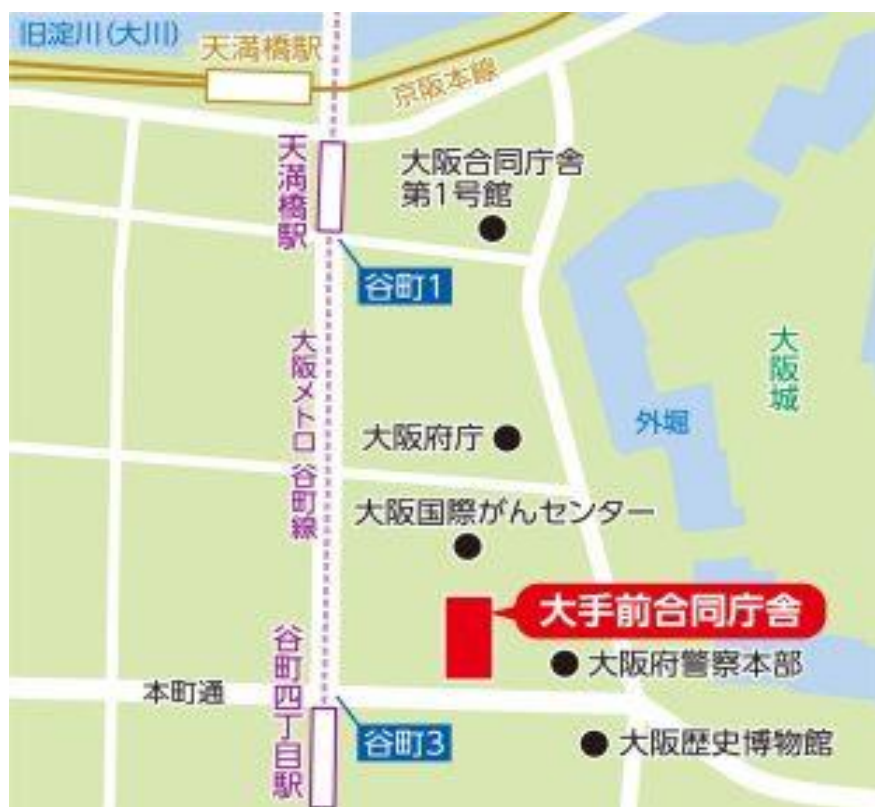 旧淀川(大川)
天満橋駅
京阪本線
天満橋駅
大阪合同庁舎
第1号館
谷町1
大阪メトロ 谷町線
大阪城
外堀
大阪府庁
大阪国際がんセンター
大手前合同庁舎
谷町四丁目駅
大阪府警察本部
本町通
谷町3
大阪歴史博物館